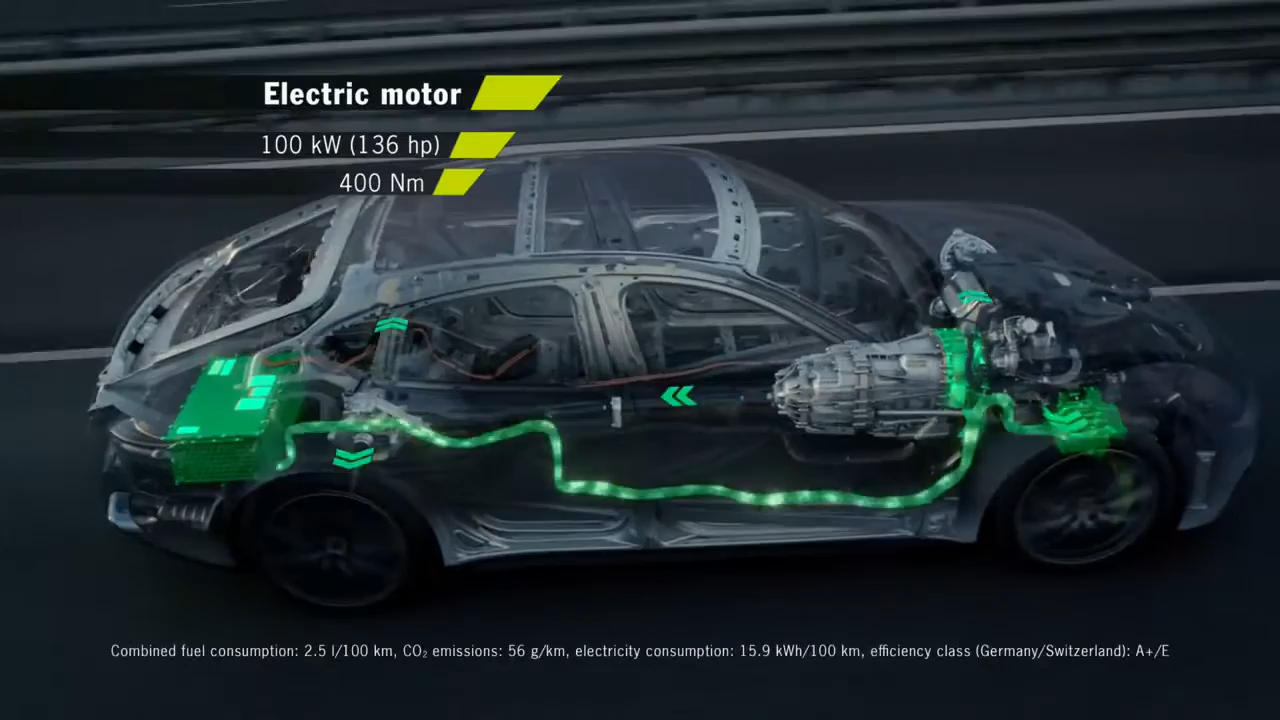 Electric motor
100 kW (136 hp)
400 Nm
Combined fuel consumption: 2.5 l/100 km, CO₂ emissions: 56 g/km, electricity consumption: 15.9 kWh/100 km, efficiency class (Germany/Switzerland): A+/E